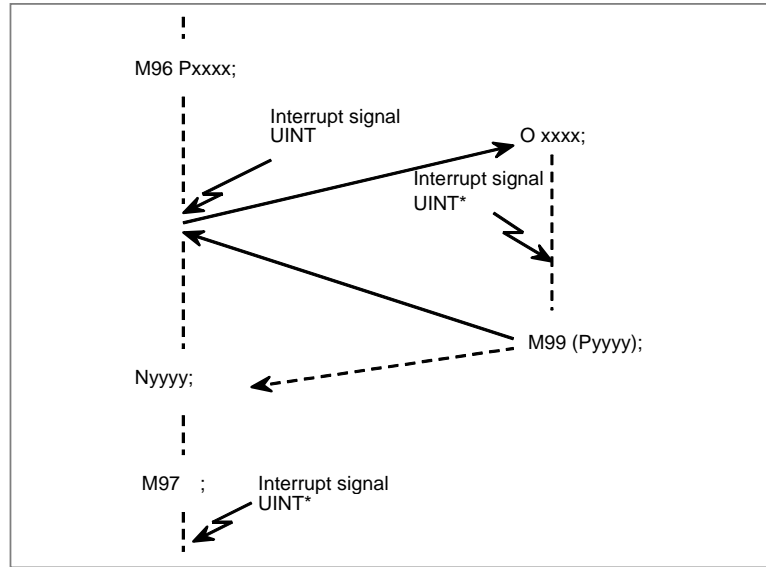 M96 Pxxxx;
Interrupt signal
UINT
O xxxx;
Interrupt signal
UINT*
M99 (Pyyyy);
Nyyyy;
M97 ;
Interrupt signal
UINT*